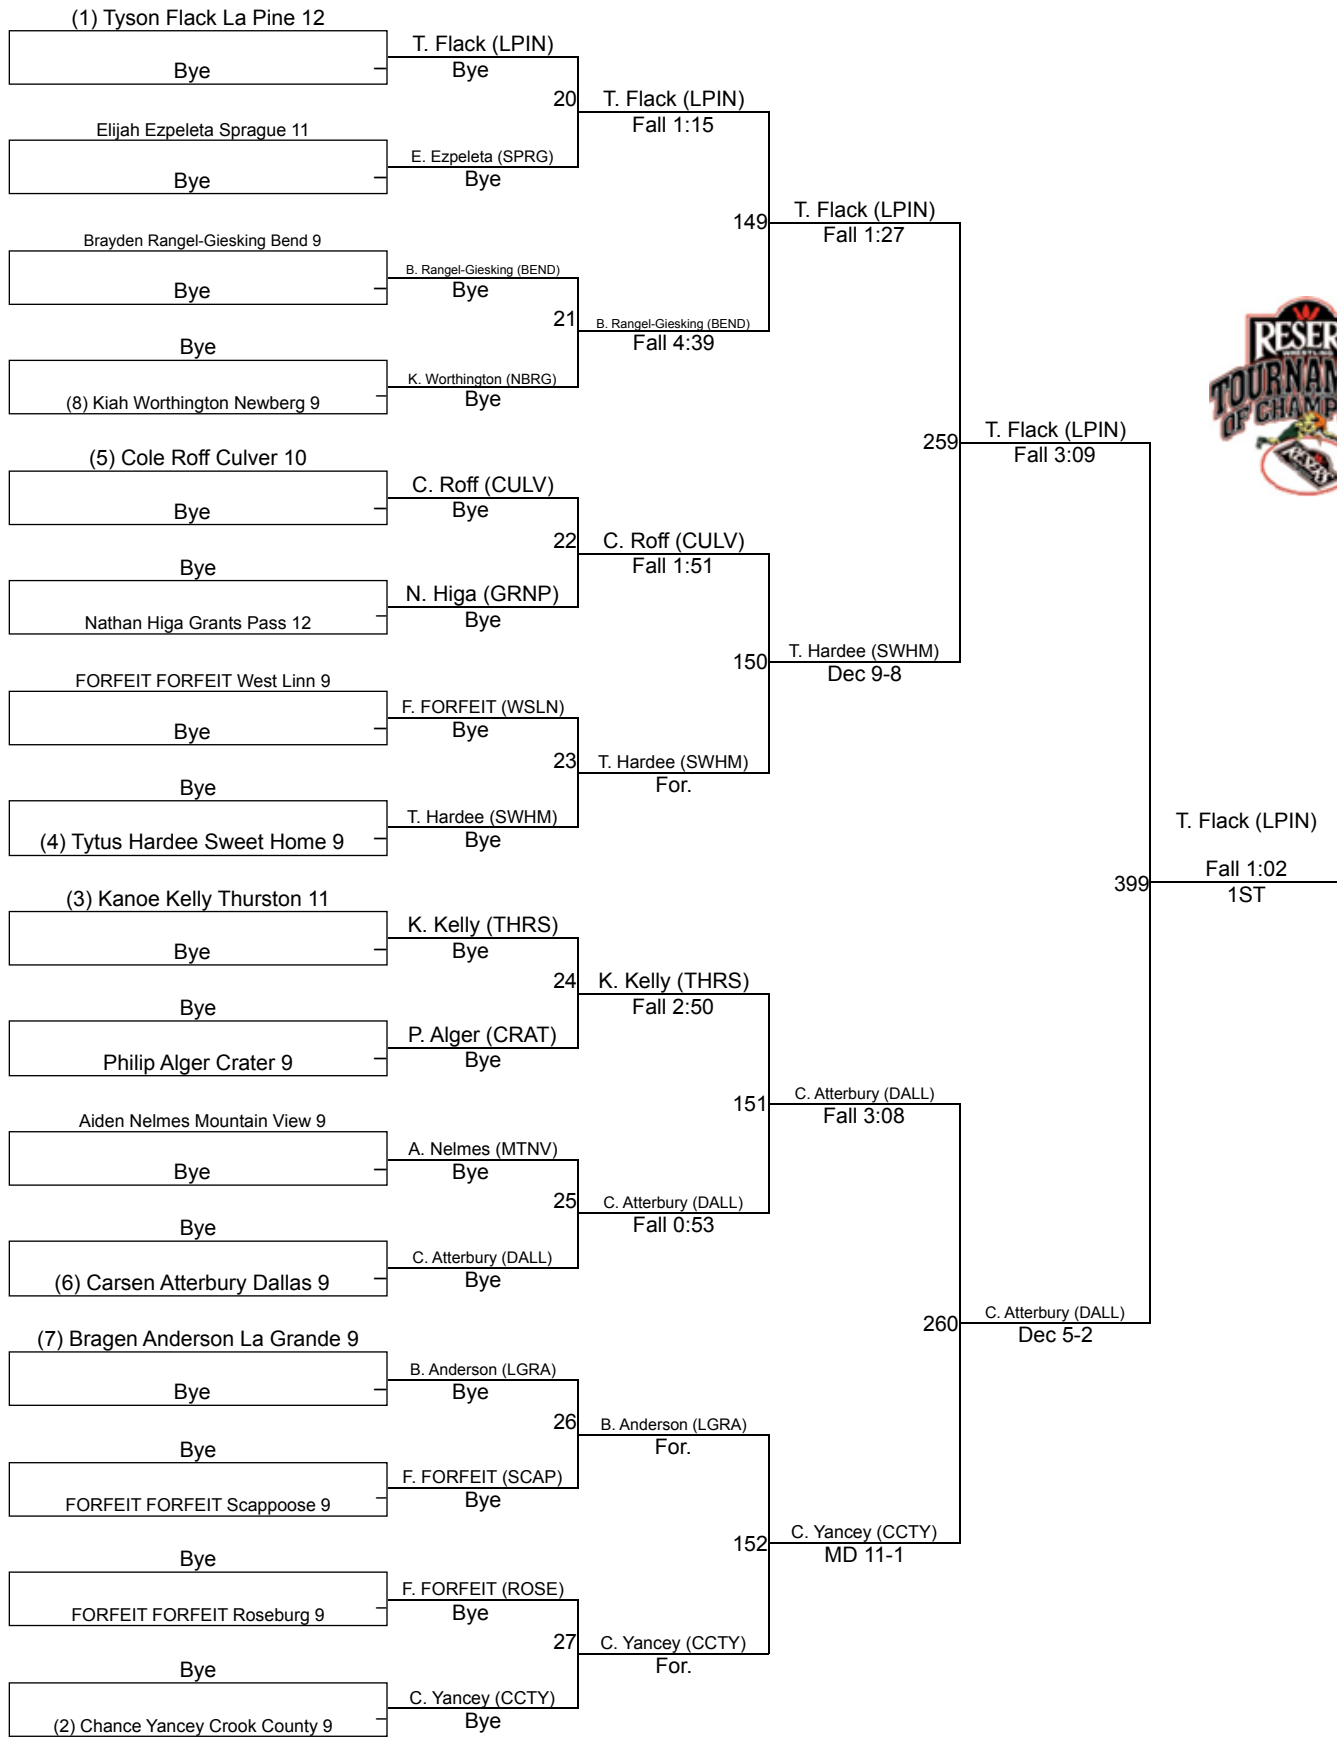 (1) Tyson Flack La Pine 12
Bye
Elijah Ezpeleta Sprague 11
Bye
Brayden Rangel-Giesking Bend 9
Bye
Bye
(8) Kiah Worthington Newberg 9
(5) Cole Roff Culver 10
Bye
Bye
Nathan Higa Grants Pass 12
FORFEIT FORFEIT West Linn 9
Bye
Bye
(4) Tytus Hardee Sweet Home 9
(3) Kanoe Kelly Thurston 11
Bye
Bye
Philip Alger Crater 9
Aiden Nelmes Mountain View 9
Bye
Bye
(6) Carsen Atterbury Dallas 9
(7) Bragen Anderson La Grande 9
Bye
Bye
FORFEIT FORFEIT Scappoose 9
Bye
FORFEIT FORFEIT Roseburg 9
Bye
(2) Chance Yancey Crook County 9
T. Flack (LPIN)
Bye
20
E. Ezpeleta (SPRG)
Bye
B. Rangel-Giesking (BEND)
Bye
21
K. Worthington (NBRG)
Bye
C. Roff (CULV)
Bye
22
N. Higa (GRNP)
Bye
F. FORFEIT (WSLN)
Bye
23
T. Hardee (SWHM)
Bye
K. Kelly (THRS)
Bye
24
P. Alger (CRAT)
Bye
A. Nelmes (MTNV)
Bye
25
C. Atterbury (DALL)
Bye
B. Anderson (LGRA)
Bye
26
F. FORFEIT (SCAP)
Bye
F. FORFEIT (ROSE)
Bye
27
C. Yancey (CCTY)
Bye
T. Flack (LPIN)
Fall 1:15
149
B. Rangel-Giesking (BEND)
Fall 4:39
C. Roff (CULV)
Fall 1:51
150
T. Hardee (SWHM)
For.
K. Kelly (THRS)
Fall 2:50
151
C. Atterbury (DALL)
Fall 0:53
B. Anderson (LGRA)
For.
152
C. Yancey (CCTY)
For.
T. Flack (LPIN)
Fall 1:27
259
T. Hardee (SWHM)
Dec 9-8
C. Atterbury (DALL)
Fall 3:08
260
C. Yancey (CCTY)
MD 11-1
T. Flack (LPIN)
Fall 3:09
399
C. Atterbury (DALL)
Dec 5-2
T. Flack (LPIN)
Fall 1:02
1ST
RESER
WRESTLING
TOURNAM
OF CHAMP
RESERS